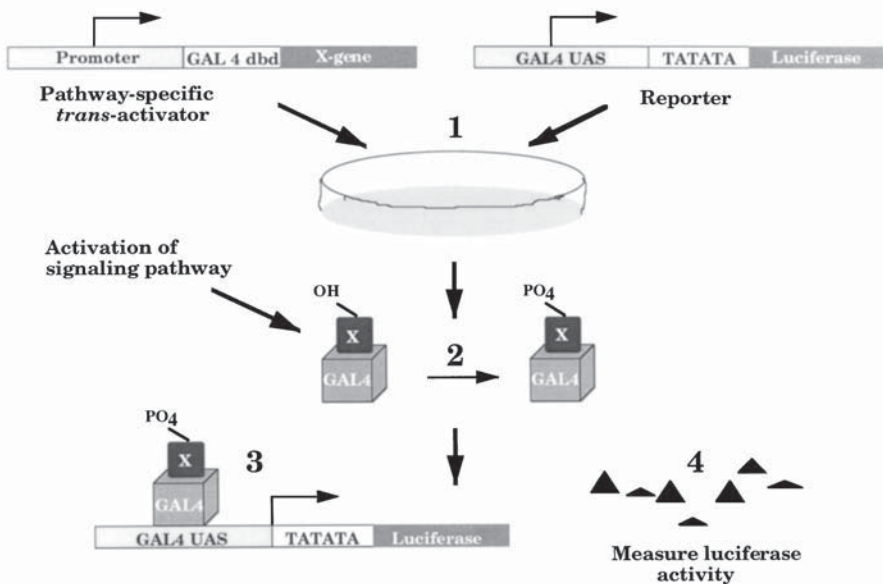 Promoter GAL 4 dbd X-gene
GAL4 UAS TATATA Luciferase
Pathway-specific
trans-activator
Reporter
1
Activation of
signaling pathway
OH
X
GAL4
2
PO4
X
GAL4
PO4
X
GAL4
3
GAL4 UAS TATATA Luciferase
4
Measure luciferase
activity